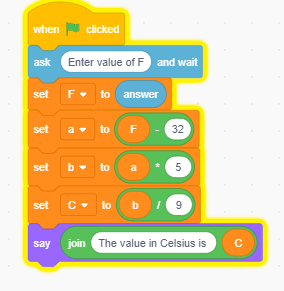 when clicked
ask Enter value of F and wait
set F to answer
set a to F - 32
set b to a * 5
set C to b / 9
say join The value in Celsius is C